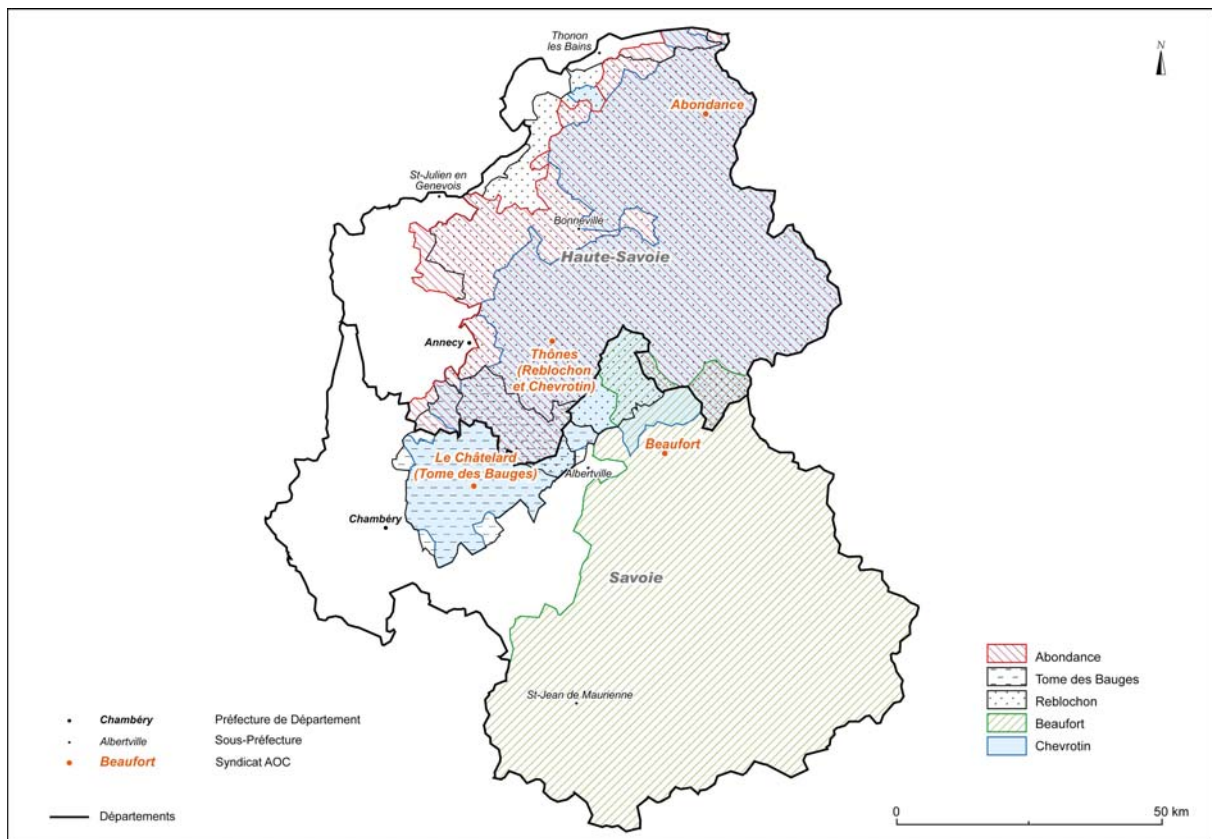 N
Thonon
les Bains
Abondance
St-Julien en
Genevois
Bonneville
Haute-Savoie
Annecy
Thônes
(Reblochon
et Chevrotin)
Beaufort
Le Châtelard
(Tome des Bauges)
Albertville
Chambéry
Savoie
St-Jean de Maurienne
Abondance
Tome des Bauges
Reblochon
Beaufort
Chevrotin
Chambéry Préfecture de Département
Albertville Sous-Préfecture
Beaufort Syndicat AOC
Départements
0 50 km